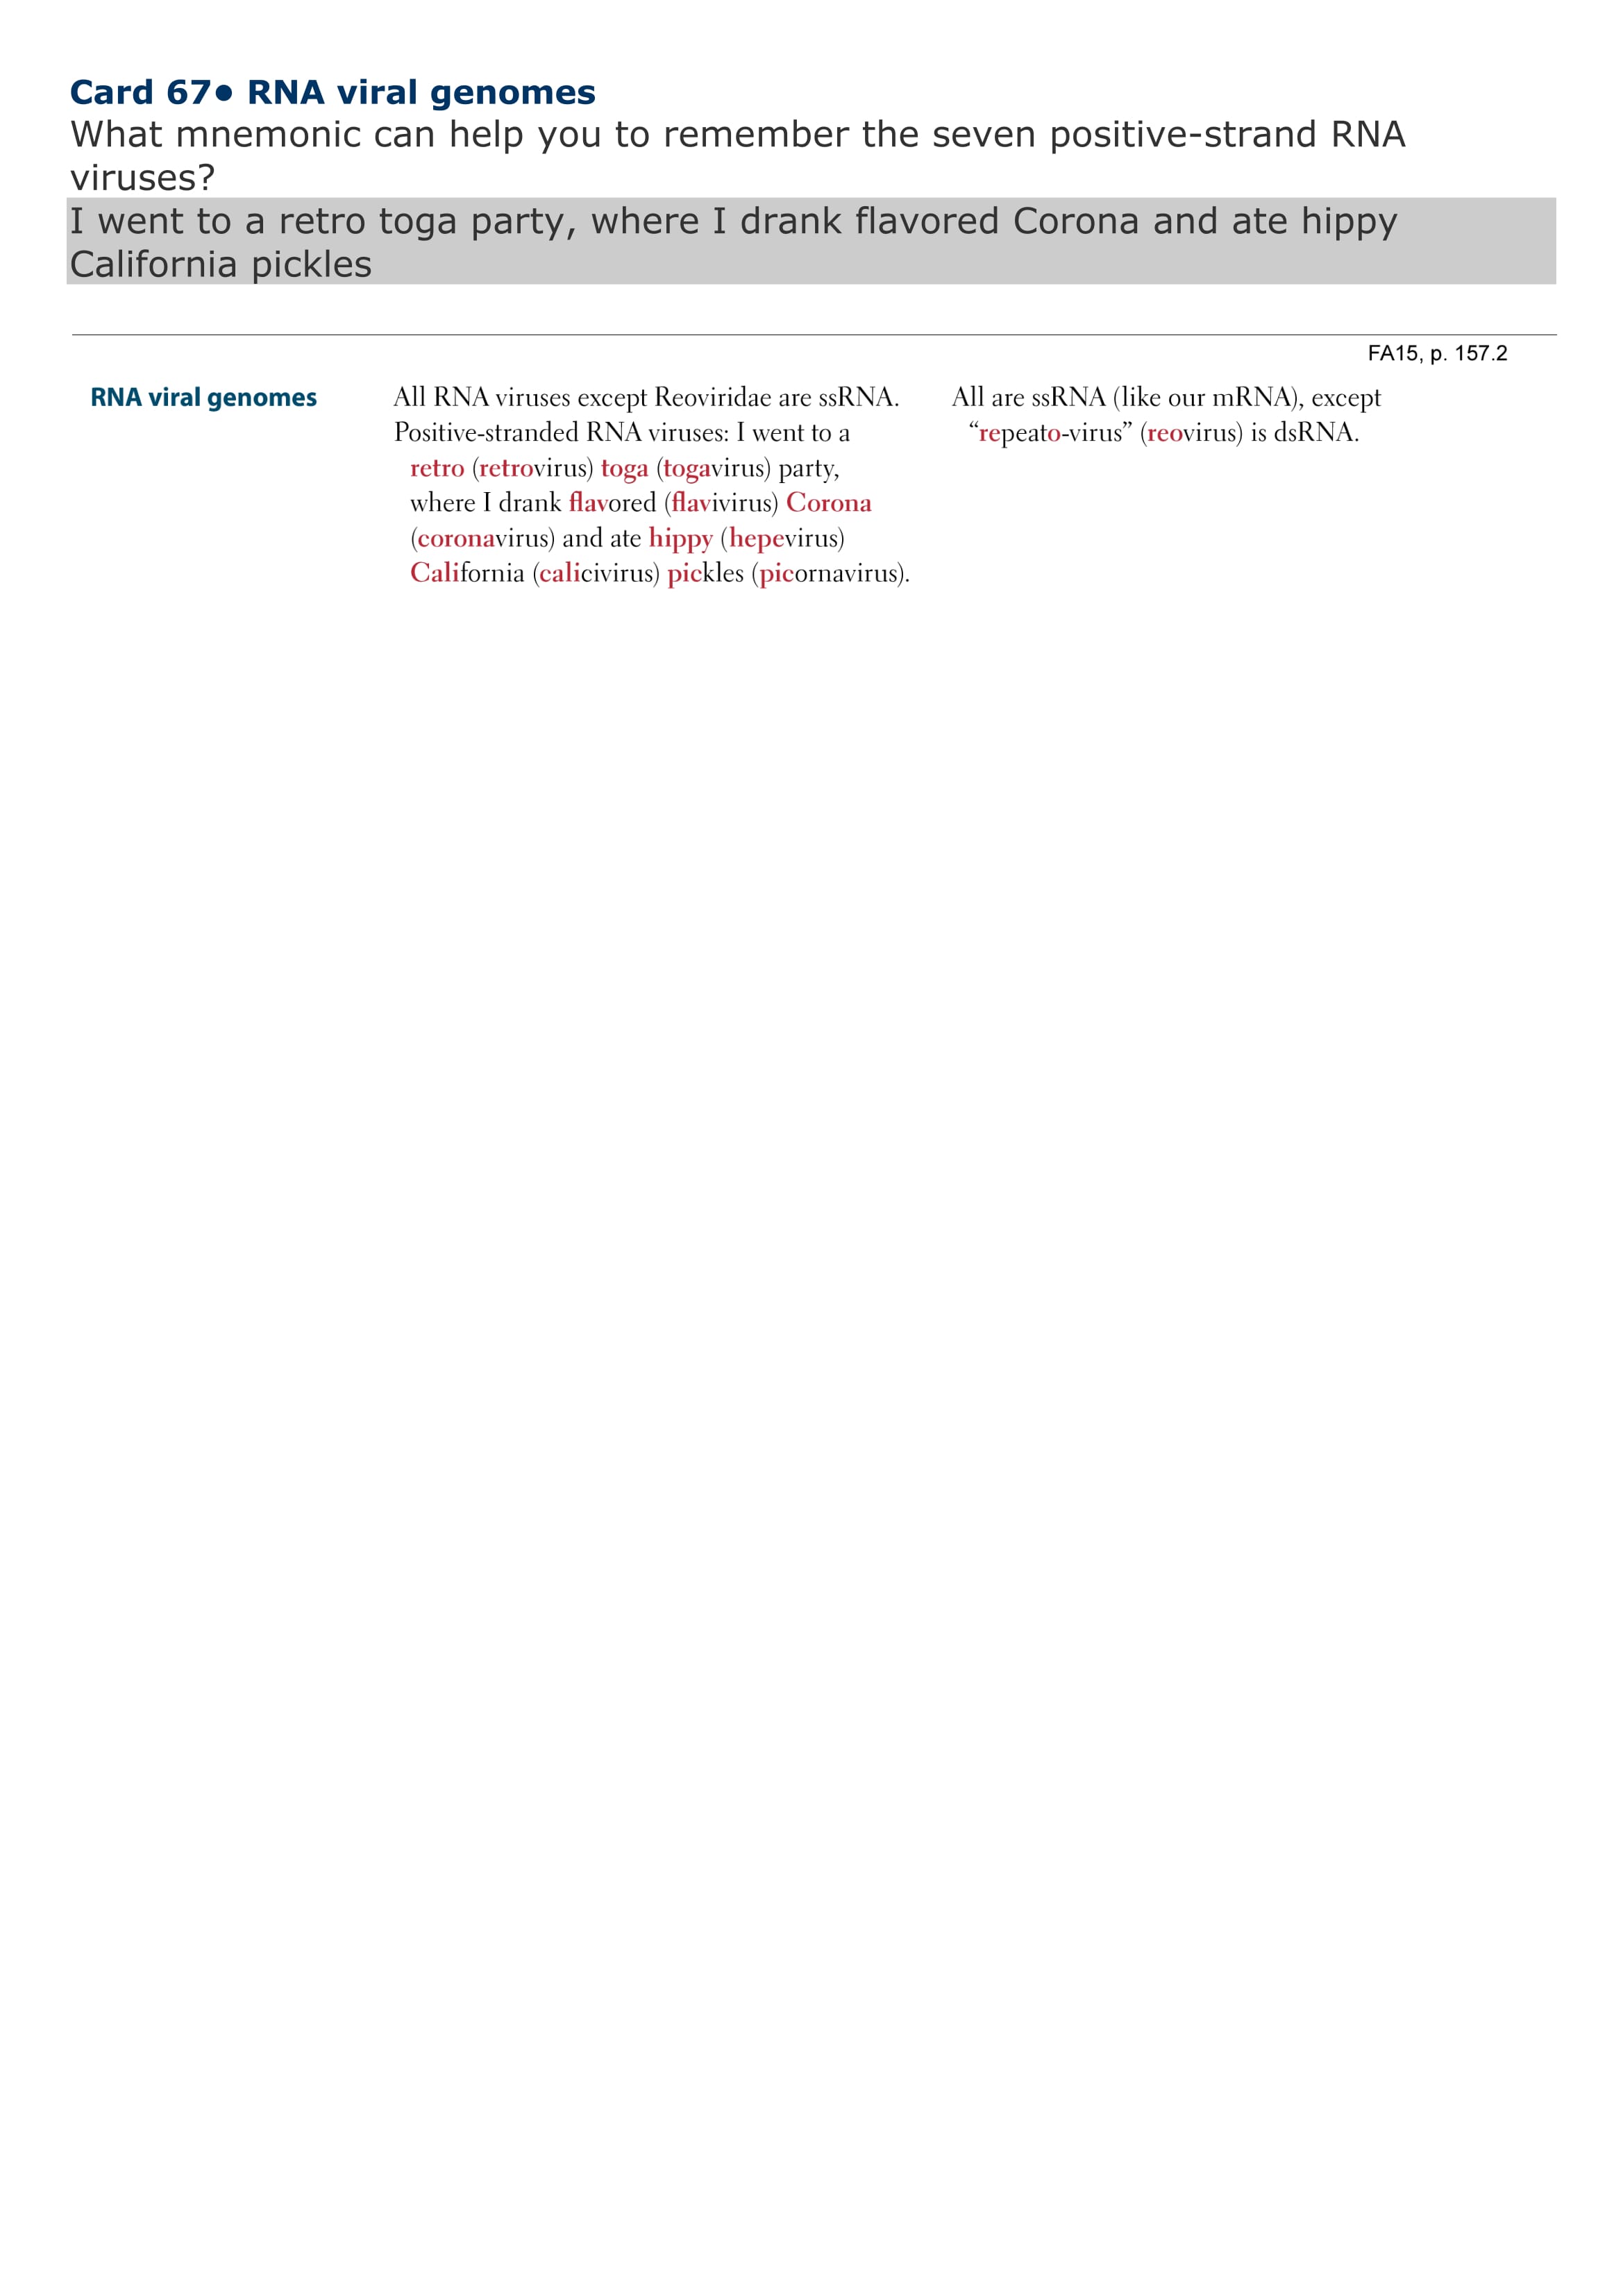 Card 67● RNA viral genomes
What mnemonic can help you to remember the seven positive-strand RNA
viruses?
I went to a retro toga party, where I drank flavored Corona and ate hippy
California pickles
FA15, p. 157.2
RNA viral genomes
All RNA viruses except Reoviridae are ssRNA.
Positive-stranded RNA viruses: I went to a
retro (retrovirus) toga (togavirus) party,
where I drank flavored (flavivirus) Corona
(coronavirus) and ate hippy (hepevirus)
California (calicivirus) pickles (picornavirus).
All are ssRNA (like our mRNA), except
“repeato-virus” (reovirus) is dsRNA.